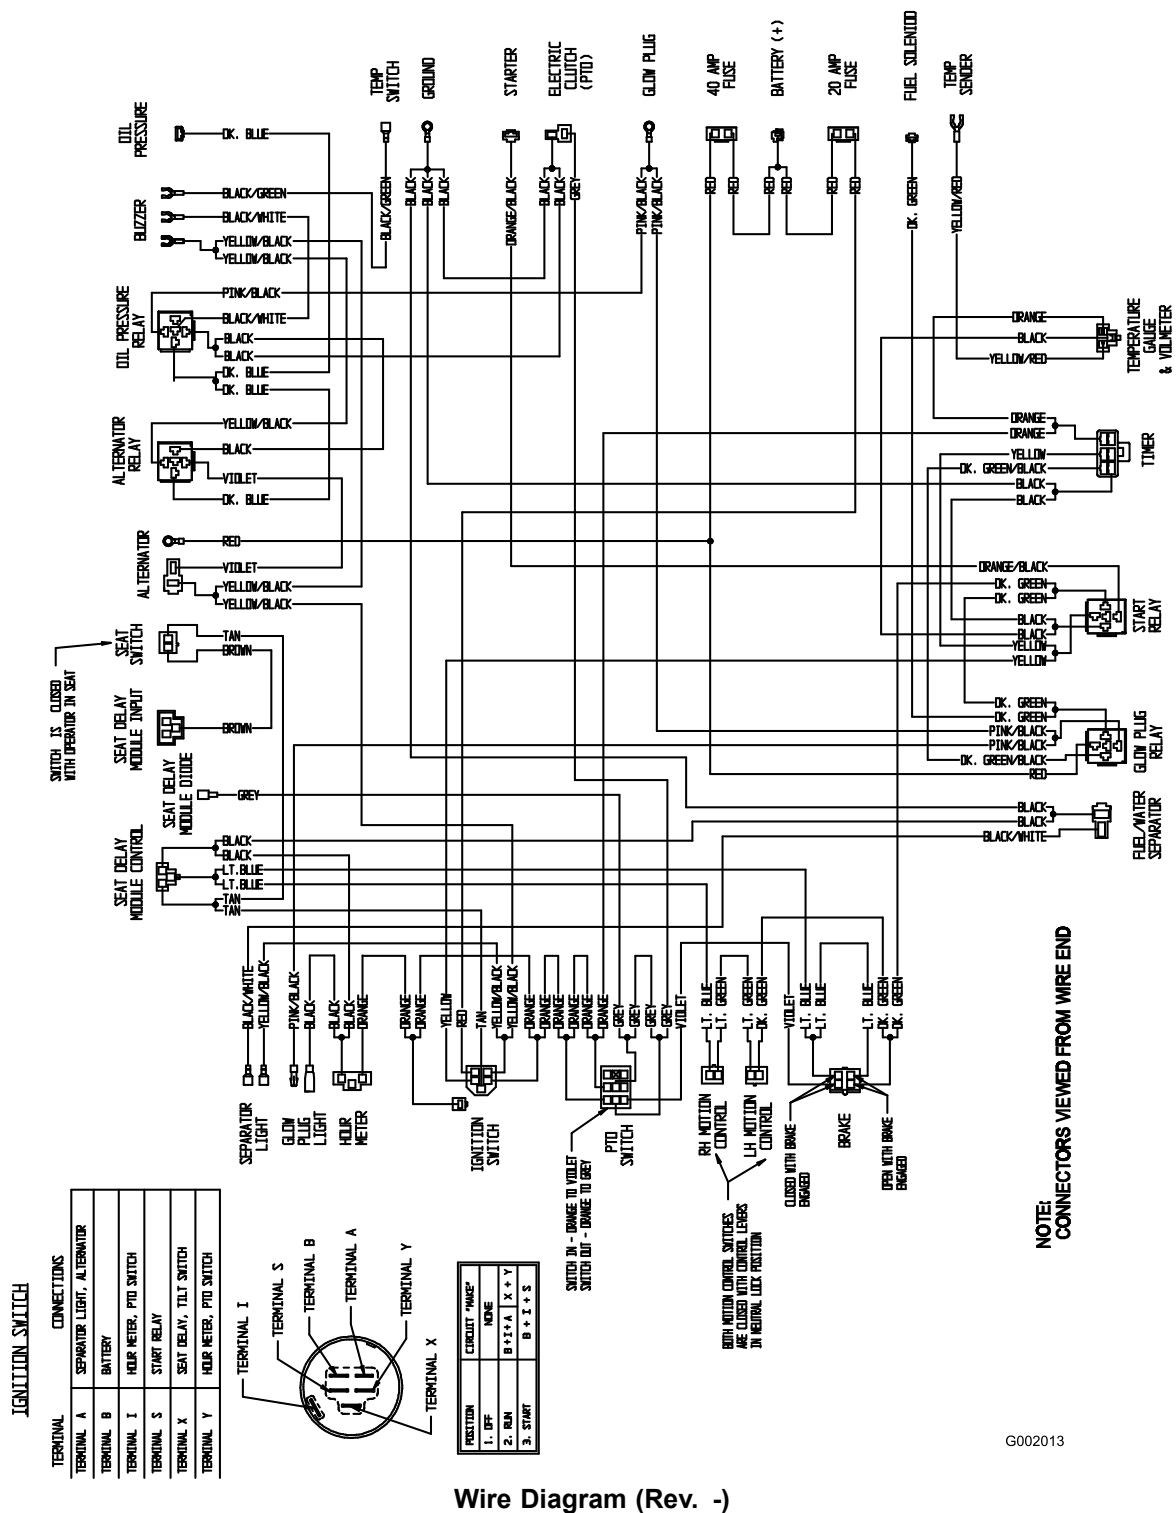 OIL
PRESSURE
BUZZER
OIL PRESSURE
RELAY
ALTERNATOR
RELAY
ALTERNATOR
SEAT
SWITCH
SWITCH IS CLOSED
WITH OPERATOR IN SEAT
SEAT DELAY
MODULE INPUT
SEAT DELAY
MODULE DIODE
SEAT DELAY
MODULE CONTROL
TEMP
SWITCH
GROUND
STARTER
ELECTRIC
CLUTCH
(PTO)
GLOW PLUG
40 AMP
FUSE
BATTERY (+)
20 AMP
FUSE
FUEL SOLENIOD
TEMP
SENDER
DK. BLUE
BLACK/GREEN
BLACK/WHITE
YELLOW/BLACK
YELLOW/BLACK
PINK/BLACK
BLACK/WHITE
BLACK
BLACK
DK. BLUE
DK. BLUE
YELLOW/BLACK
BLACK
VIOLET
DK. BLUE
RED
VIOLET
YELLOW/BLACK
YELLOW/BLACK
TAN
BROWN
BROWN
GREY
BLACK
BLACK
LT.BLUE
LT.BLUE
TAN
TAN
BLACK/GREEN
BLACK
BLACK
BLACK
ORANGE/BLACK
BLACK
BLACK
GREY
PINK/BLACK
PINK/BLACK
RED
RED
RED
RED
RED
RED
DK. GREEN
YELLOW/RED
ORANGE
BLACK
YELLOW/RED
TEMPERATURE
GAUGE
& VOLMETER
ORANGE
ORANGE
YELLOW
DK. GREEN/BLACK
BLACK
BLACK
TIMER
ORANGE/BLACK
DK. GREEN
DK. GREEN
BLACK
BLACK
YELLOW
YELLOW
START
RELAY
DK. GREEN
DK. GREEN
PINK/BLACK
PINK/BLACK
DK. GREEN/BLACK
RED
GLOW PLUG
RELAY
BLACK
BLACK
BLACK/WHITE
FUEL/WATER
SEPARATOR
BLACK/WHITE
YELLOW/BLACK
PINK/BLACK
BLACK
BLACK
BLACK
ORANGE
ORANGE
ORANGE
YELLOW
RED
TAN
YELLOW/BLACK
YELLOW/BLACK
ORANGE
ORANGE
ORANGE
ORANGE
ORANGE
GREY
GREY
GREY
GREY
VIOLET
LT. BLUE
LT. GREEN
LT. GREEN
DK. GREEN
VIOLET
LT. BLUE
LT. BLUE
LT. BLUE
DK. GREEN
DK. GREEN
SEPARATOR
LIGHT
GLOW
PLUG
LIGHT
HOUR
METER
IGNITION
SWITCH
PTO
SWITCH
SWITCH IN - ORANGE TO VIOLET
SWITCH OUT - ORANGE TO GREY
RH MOTION
CONTROL
LH MOTION
CONTROL
BOTH MOTION CONTROL SWITCHES
ARE CLOSED WITH CONTROL LEVERS
IN NEUTRAL LOCK POSITION
CLOSED WITH BRAKE
ENGAGED
BRAKE
OPEN WITH BRAKE
ENGAGED
NOTE:
CONNECTORS VIEWED FROM WIRE END
IGNITION SWITCH
TERMINAL CONNECTIONS
TERMINAL A SEPARATOR LIGHT, ALTERNATOR
TERMINAL B BATTERY
TERMINAL I HOUR METER, PTO SWITCH
TERMINAL S START RELAY
TERMINAL X SEAT DELAY, TILT SWITCH
TERMINAL Y HOUR METER, PTO SWITCH
TERMINAL I
TERMINAL S
TERMINAL B
TERMINAL A
TERMINAL Y
TERMINAL X
POSITION CIRCUIT "MAKE"
1. OFF NONE
2. RUN B+I+A X + Y
3. START B + I + S
G002013
Wire Diagram (Rev. -)